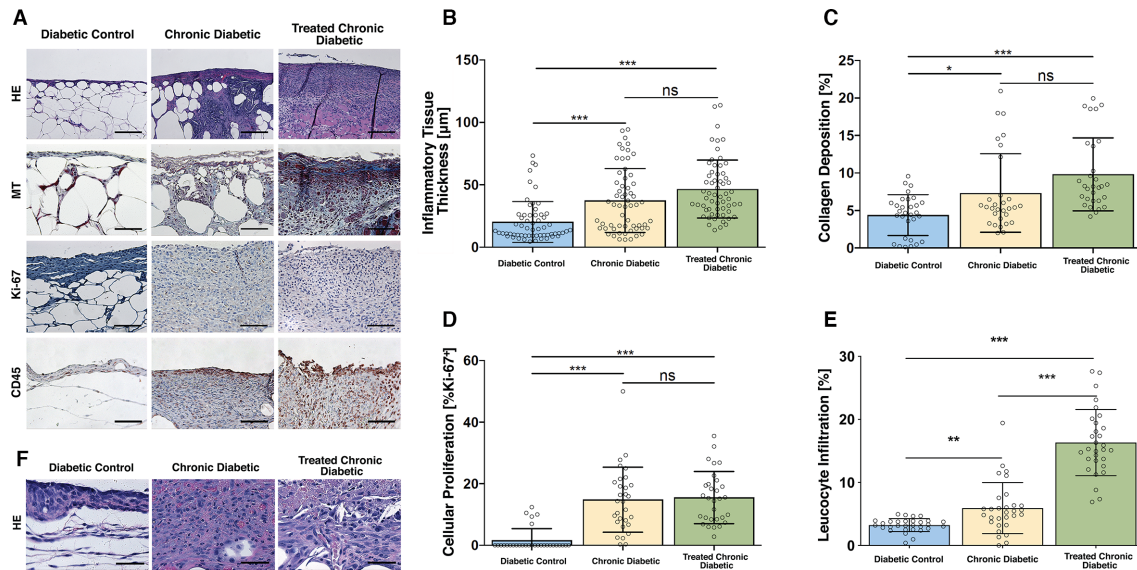 A
Diabetic Control
Chronic Diabetic
Treated Chronic
Diabetic
HE
MT
Ki-67
CD45
B
Inflammatory Tissue
Thickness [µm]
150
100
50
0
***
ns
***
Diabetic Control
Chronic Diabetic
Treated Chronic
Diabetic
C
Collagen Deposition [%]
25
20
15
10
5
0
***
*
ns
Diabetic Control
Chronic Diabetic
Treated Chronic
Diabetic
D
Cellular Proliferation [%Ki-67⁺]
60
40
20
0
***
***
ns
Diabetic Control
Chronic Diabetic
Treated Chronic
Diabetic
E
Leucocyte Infiltration [%]
30
20
10
0
***
***
**
Diabetic Control
Chronic Diabetic
Treated Chronic
Diabetic
F
Diabetic Control
Chronic Diabetic
Treated Chronic
Diabetic
HE